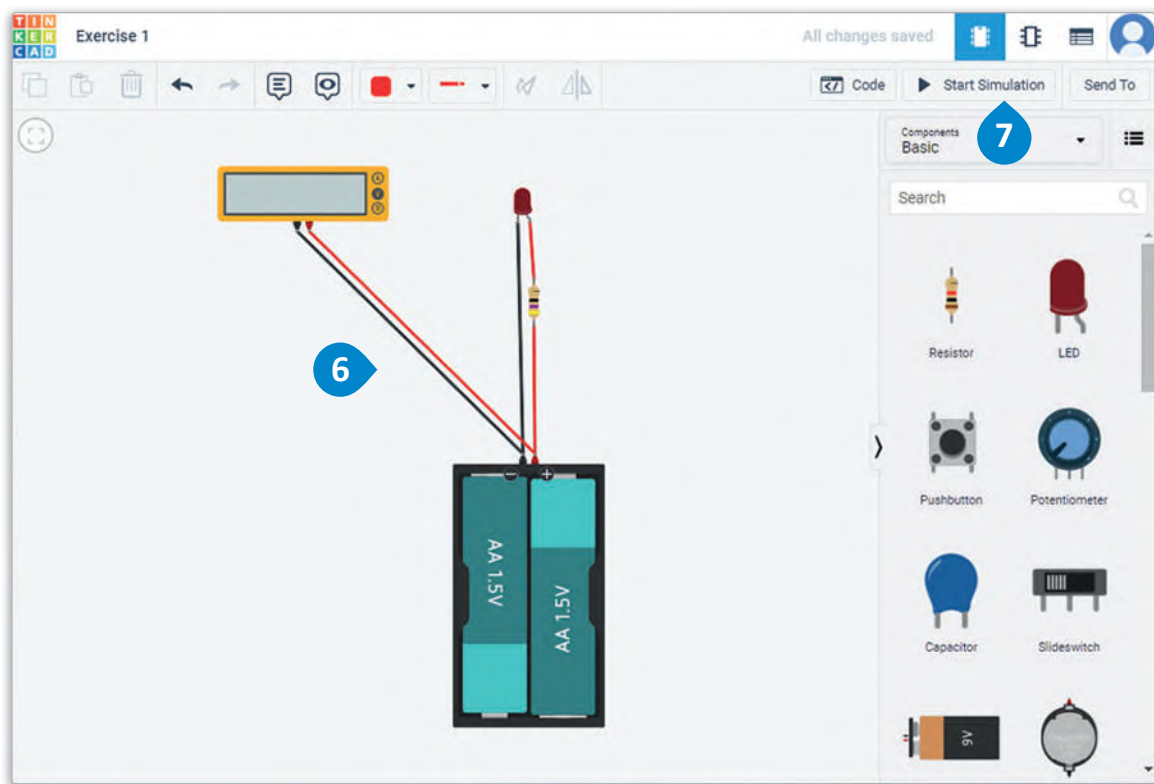 TIN
KER
CAD
Exercise 1
All changes saved
Code
Start Simulation
Send To
7
Components
Basic
Search
6
Resistor
LED
Pushbutton
Potentiometer
AA 1.5V
AA 1.5V
Capacitor
Slideswitch
9V